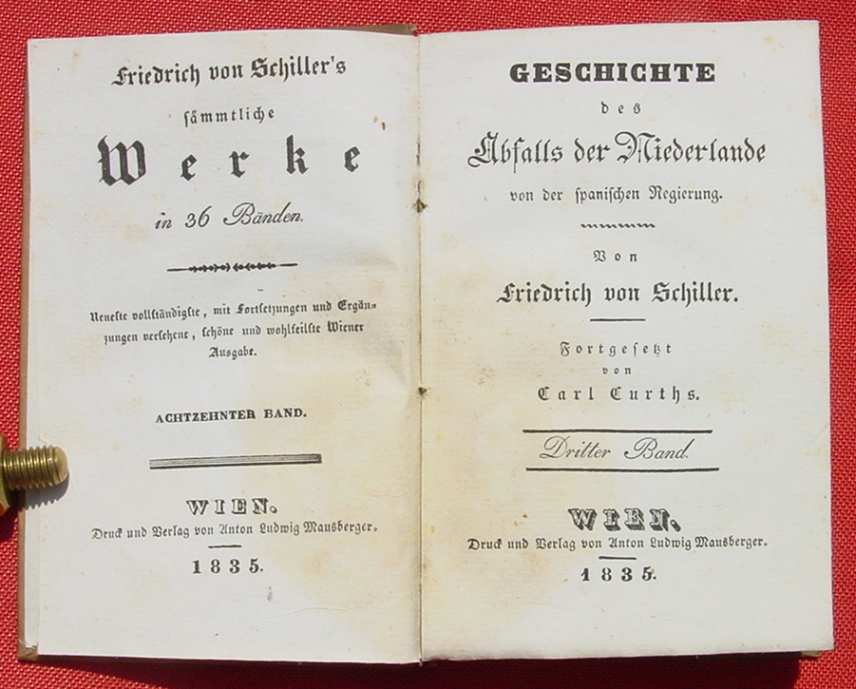 Friedrich von Schiller's
sämmtliche
Werke
in 36 Bänden.
Neueste vollständigste, mit Fortsetzungen und Ergän-
zungen versehene, schöne und wohlfeilste Wiener
Ausgabe.
ACHTZEHNTER BAND.
WIEN.
Druck und Verlag von Anton Ludwig Mausberger.
1835.
GESCHICHTE
des
Abfalls der Niederlande
von der spanischen Regierung.
Von
Friedrich von Schiller.
Fortgesetzt
von
Carl Curths.
Dritter Band.
WIEN.
Druck und Verlag von Anton Ludwig Mausberger.
1835.